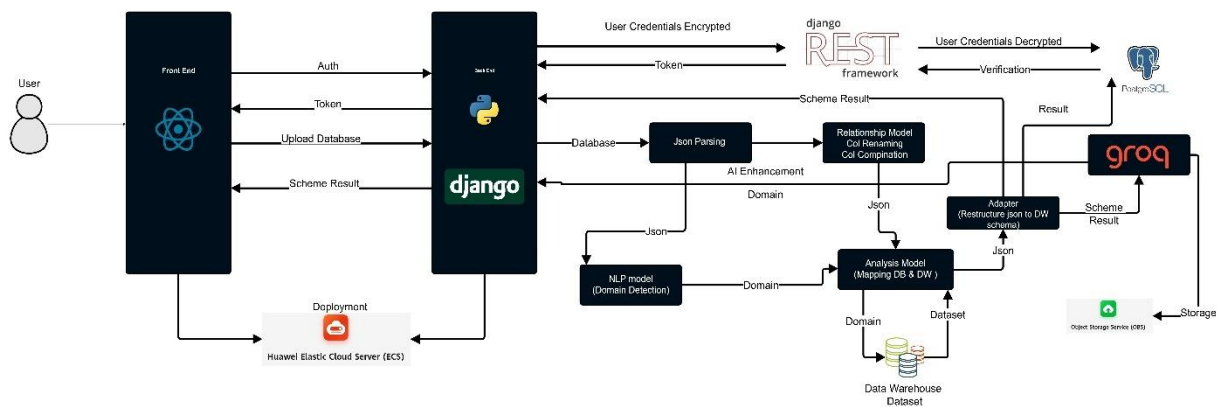 User
Front End
Auth
Token
Upload Database
Scheme Result
django
User Credentials Encrypted
Token
django
REST
framework
User Credentials Decrypted
Verification
PostgreSQL
Scheme Result
Result
Database
Json Parsing
Relationship Model
Col Renaming
Col Compination
AI Enhancement
Domain
groq
Json
Json
Adapter
(Restructure json to DW
schema)
Scheme
Result
Json
NLP model
(Domain Detection)
Domain
Analysis Model
(Mapping DB & DW )
Domain
Dataset
Data Warehouse
Dataset
Deployment
Huawei Elastic Cloud Server (ECS)
Object Storage Service (OBS)
Storage